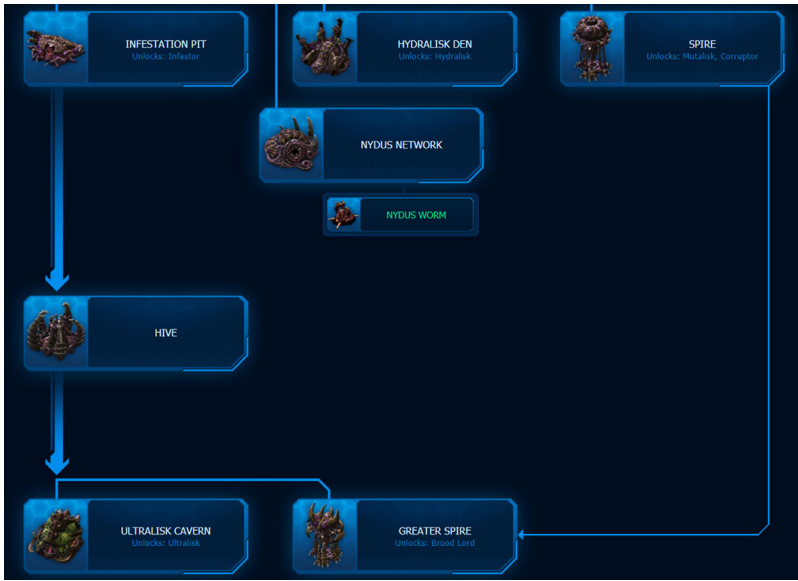 INFESTATION PIT
Unlocks: Infestor
HYDRALISK DEN
Unlocks: Hydralisk
SPIRE
Unlocks: Mutalisk, Corruptor
NYDUS NETWORK
NYDUS WORM
HIVE
ULTRALISK CAVERN
Unlocks: Ultralisk
GREATER SPIRE
Unlocks: Brood Lord